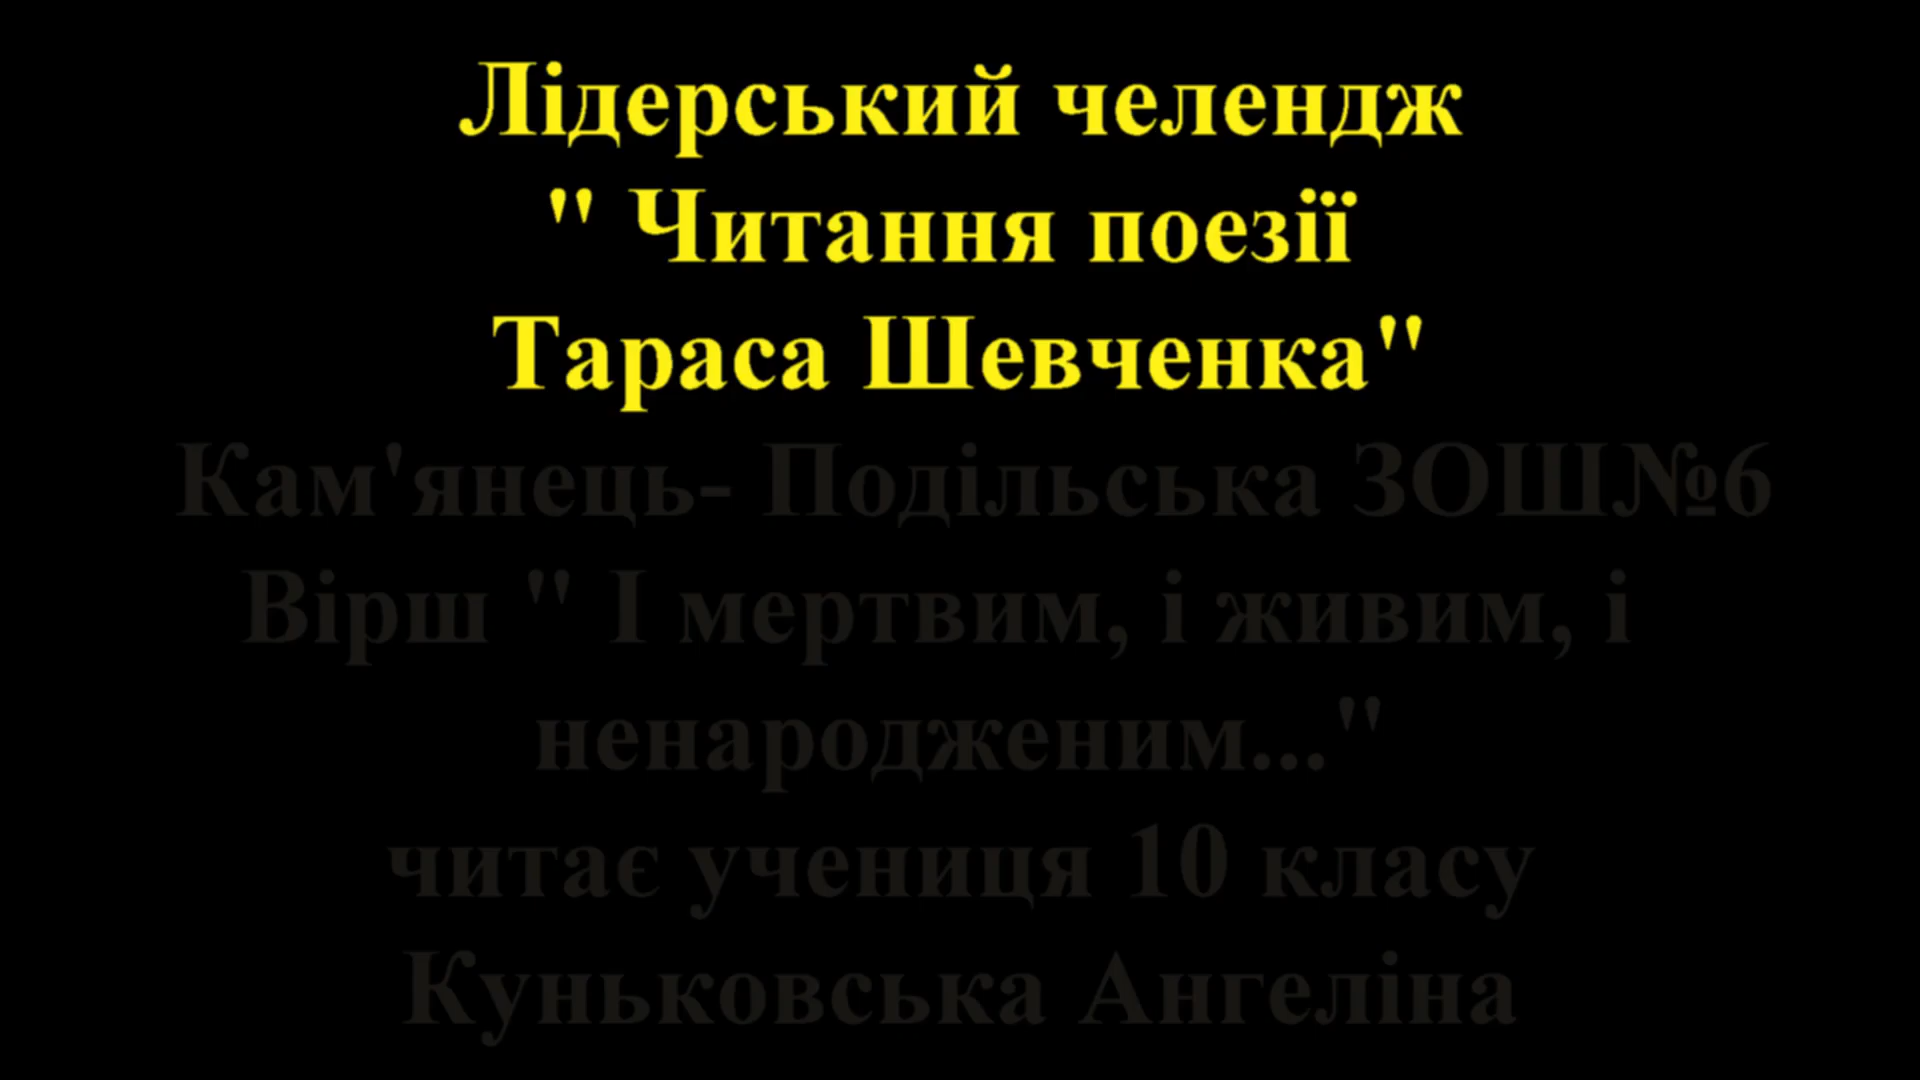 Лідерський челендж
" Читання поезії
Тараса Шевченка"
Кам'янець- Подільська ЗОШ№6
Вірш " І мертвим, і живим, і
ненародженим..."
читає учениця 10 класу
Куньковська Ангеліна